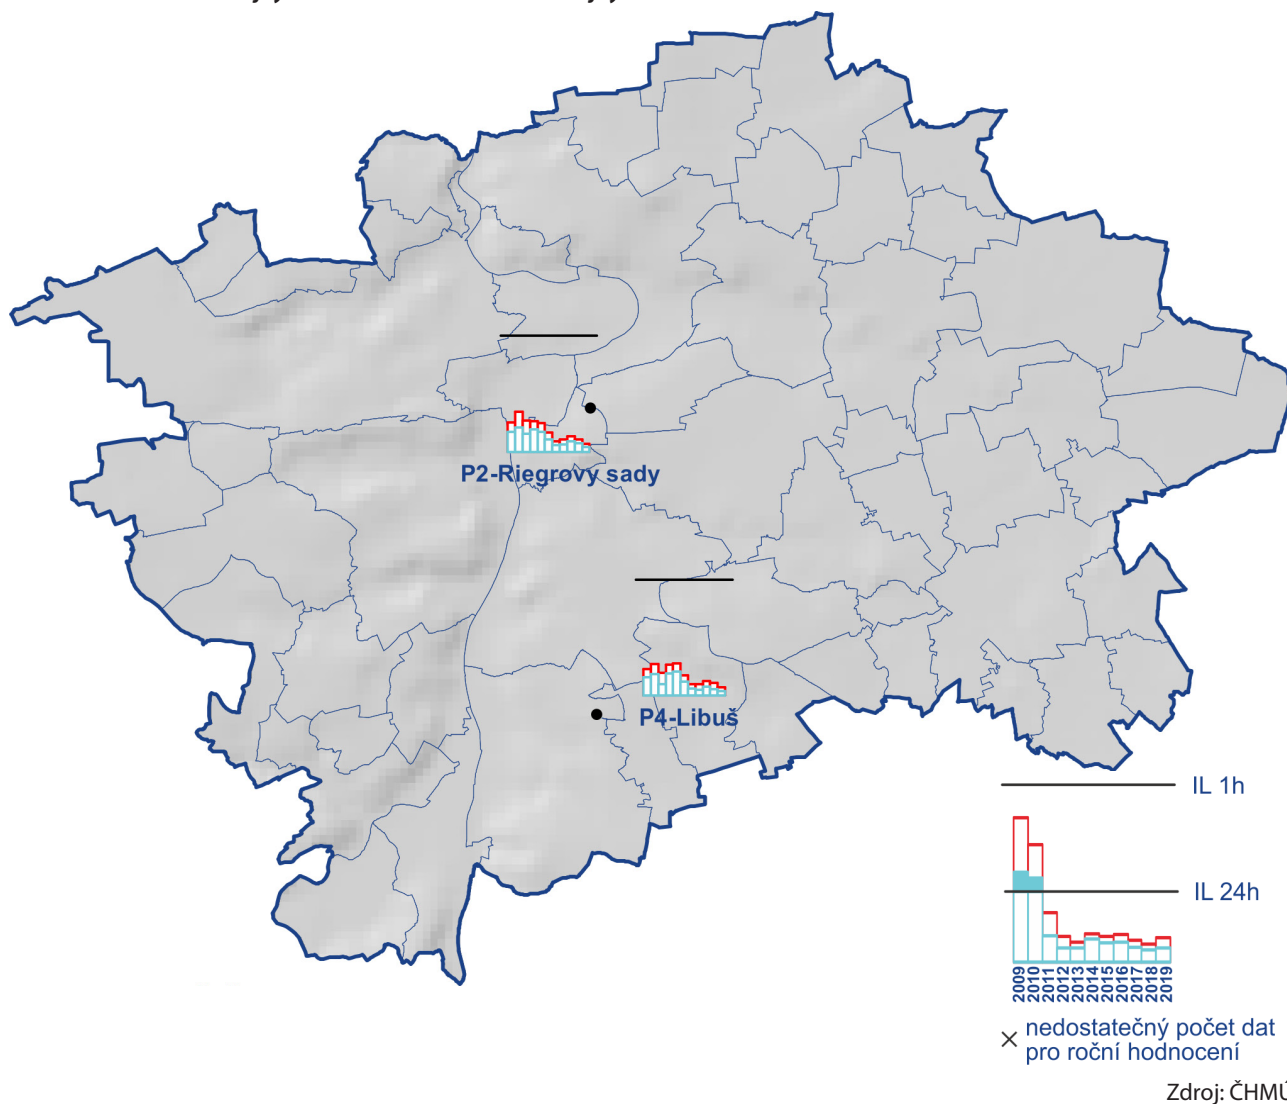 P2-Riegrovy sady
P4-Libuš
IL 1h
IL 24h
2009
2010
2011
2012
2013
2014
2015
2016
2017
2018
2019
× nedostatečný počet dat
pro roční hodnocení
Zdroj: ČHMÚ